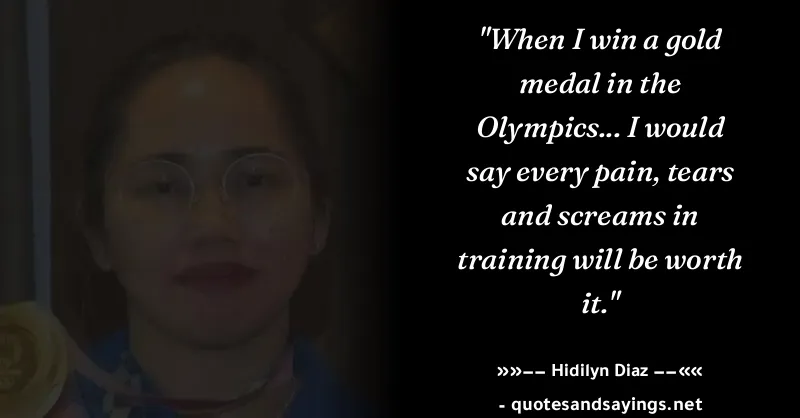 "When I win a gold
medal in the
Olympics... I would
say every pain, tears
and screams in
training will be worth
it."
»»−− Hidilyn Diaz −−««
- quotesandsayings.net